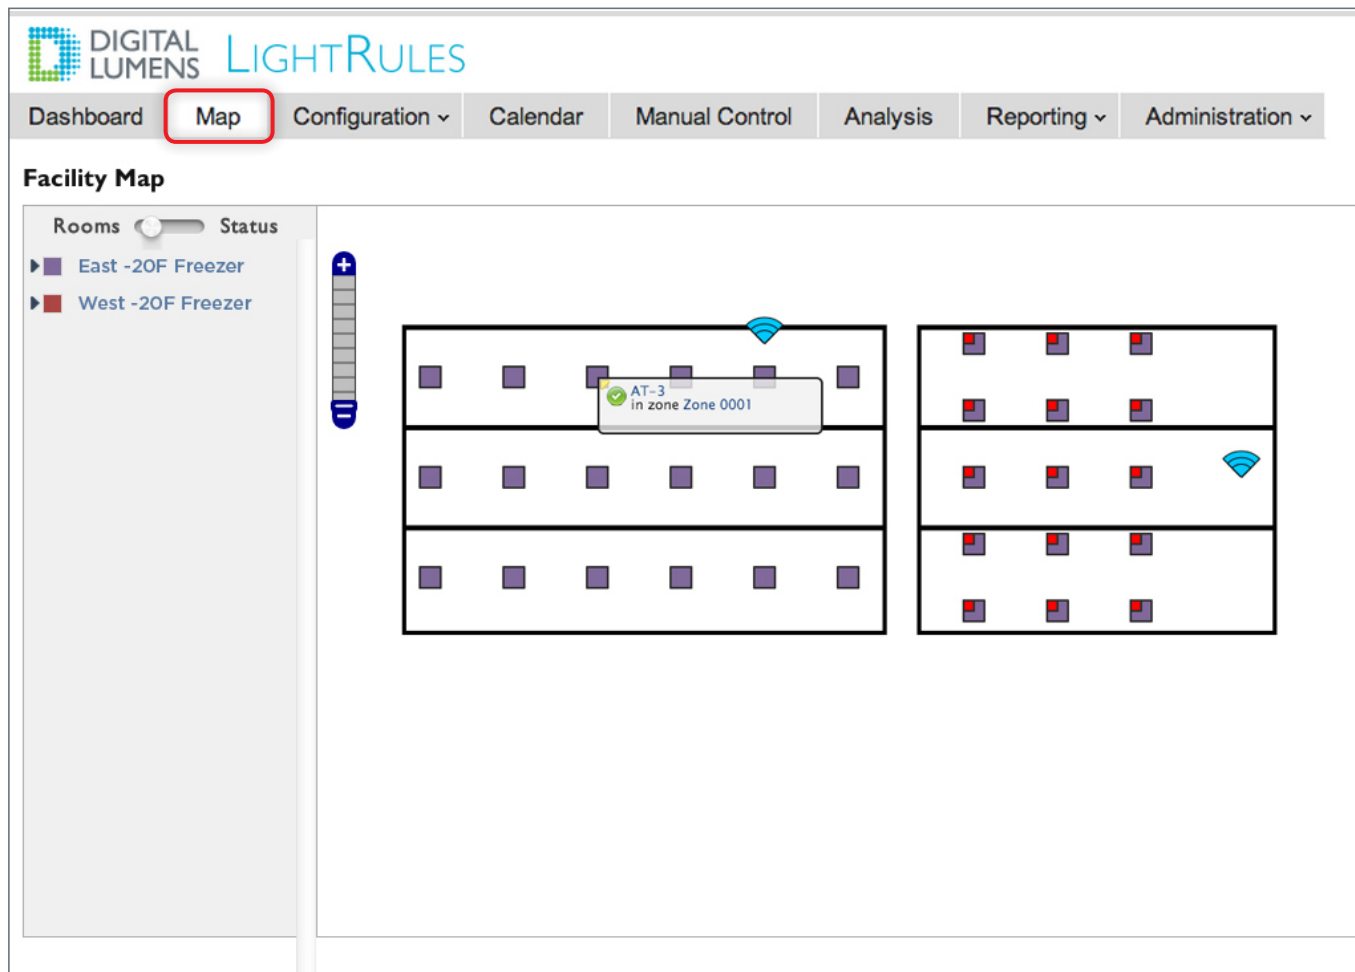 DIGITAL
LUMENS
LIGHTRULES
Dashboard Map Configuration Calendar Manual Control Analysis Reporting Administration
Facility Map
Rooms Status
East -20F Freezer
West -20F Freezer
AT-3
in zone Zone 0001